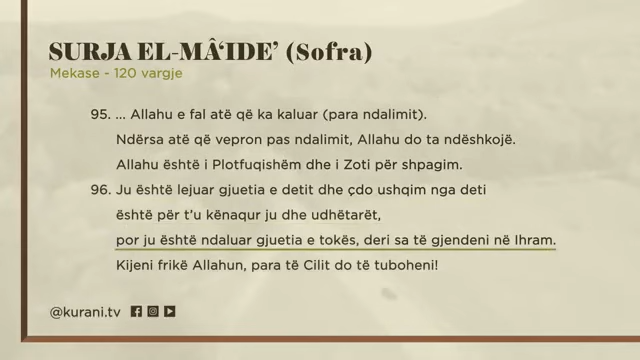 SURJA EL-MÂ‘IDE’ (Sofra)
Mekase - 120 vargje
95. ... Allahu e fal atë që ka kaluar (para ndalimit).
Ndërsa atë që vepron pas ndalimit, Allahu do ta ndëshkojë.
Allahu është i Plotfuqishëm dhe i Zoti për shpagim.
96. Ju është lejuar gjuetia e detit dhe çdo ushqim nga deti
është për t’u kënaqur ju dhe udhëtarët,
por ju është ndaluar gjuetia e tokës, deri sa të gjendeni në Ihram.
Kijeni frikë Allahun, para të Cilit do të tuboheni!
@kurani.tv